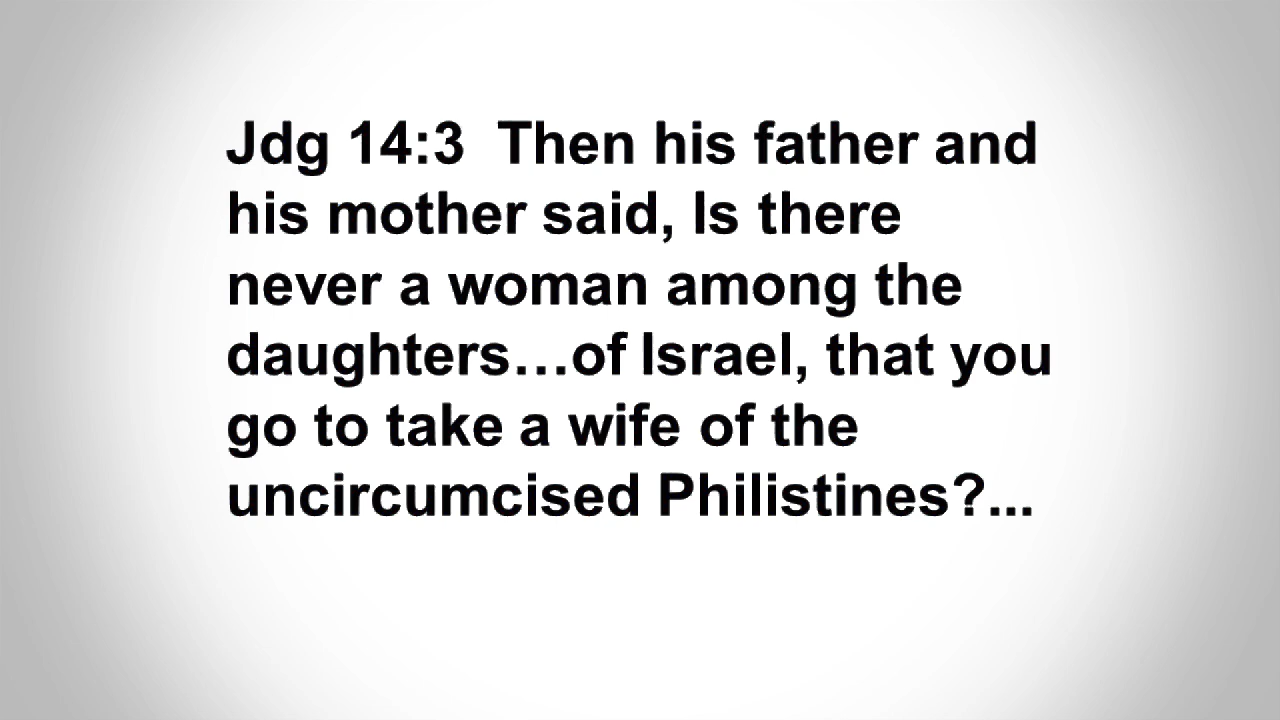 Jdg 14:3  Then his father and
his mother said, Is there
never a woman among the
daughters…of Israel, that you
go to take a wife of the
uncircumcised Philistines?...